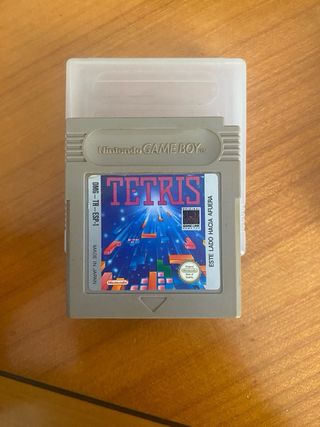 Nintendo GAME BOY
TETRIS
DMG-TR-ESP-1
MADE IN JAPAN
ESTE LADO HACIA AFUERA
Nintendo